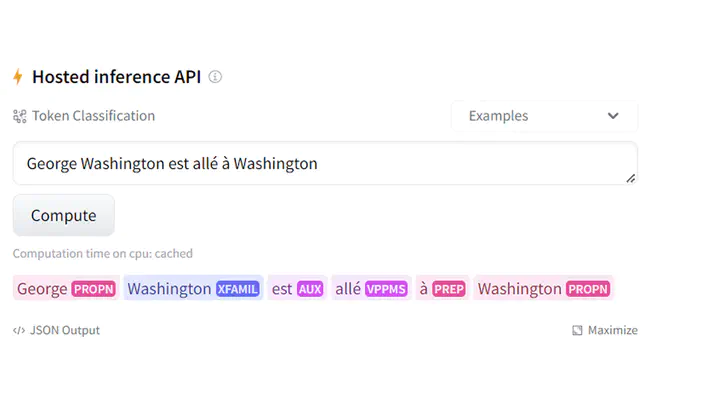 Hosted inference API
Token Classification Examples
George Washington est allé à Washington
Compute
Computation time on cpu: cached
George PROPN Washington XFAMIL est AUX allé VPPMS à PREP Washington PROPN
</> JSON Output Maximize